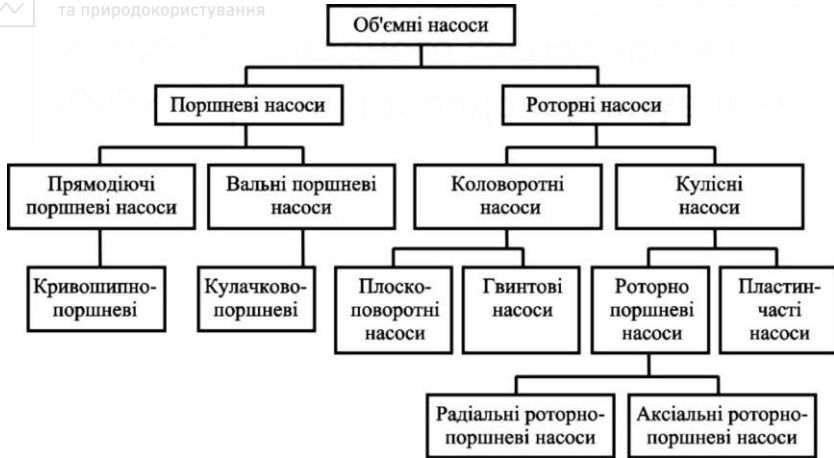 та природокористування
Об'ємні насоси
Поршневі насоси
Роторні насоси
Прямодіючі
поршневі насоси
Вальні поршневі
насоси
Коловоротні
насоси
Кулісні
насоси
Кривошипно-
поршневі
Кулачково-
поршневі
Плоско-
поворотні
насоси
Гвинтові
насоси
Роторно
поршневі
насоси
Пластин-
часті
насоси
Радіальні роторно-
поршневі насоси
Аксіальні роторно-
поршневі насоси